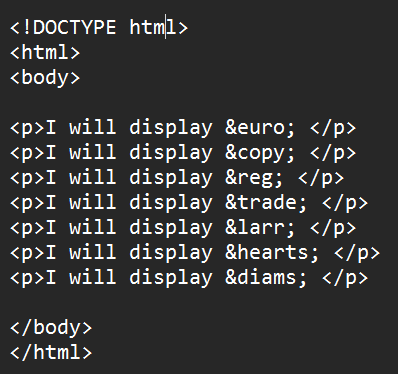 <!DOCTYPE html>
<html>
<body>
<p>I will display &euro; </p>
<p>I will display &copy; </p>
<p>I will display &reg; </p>
<p>I will display &trade; </p>
<p>I will display &larr; </p>
<p>I will display &hearts; </p>
<p>I will display &diams; </p>
</body>
</html>